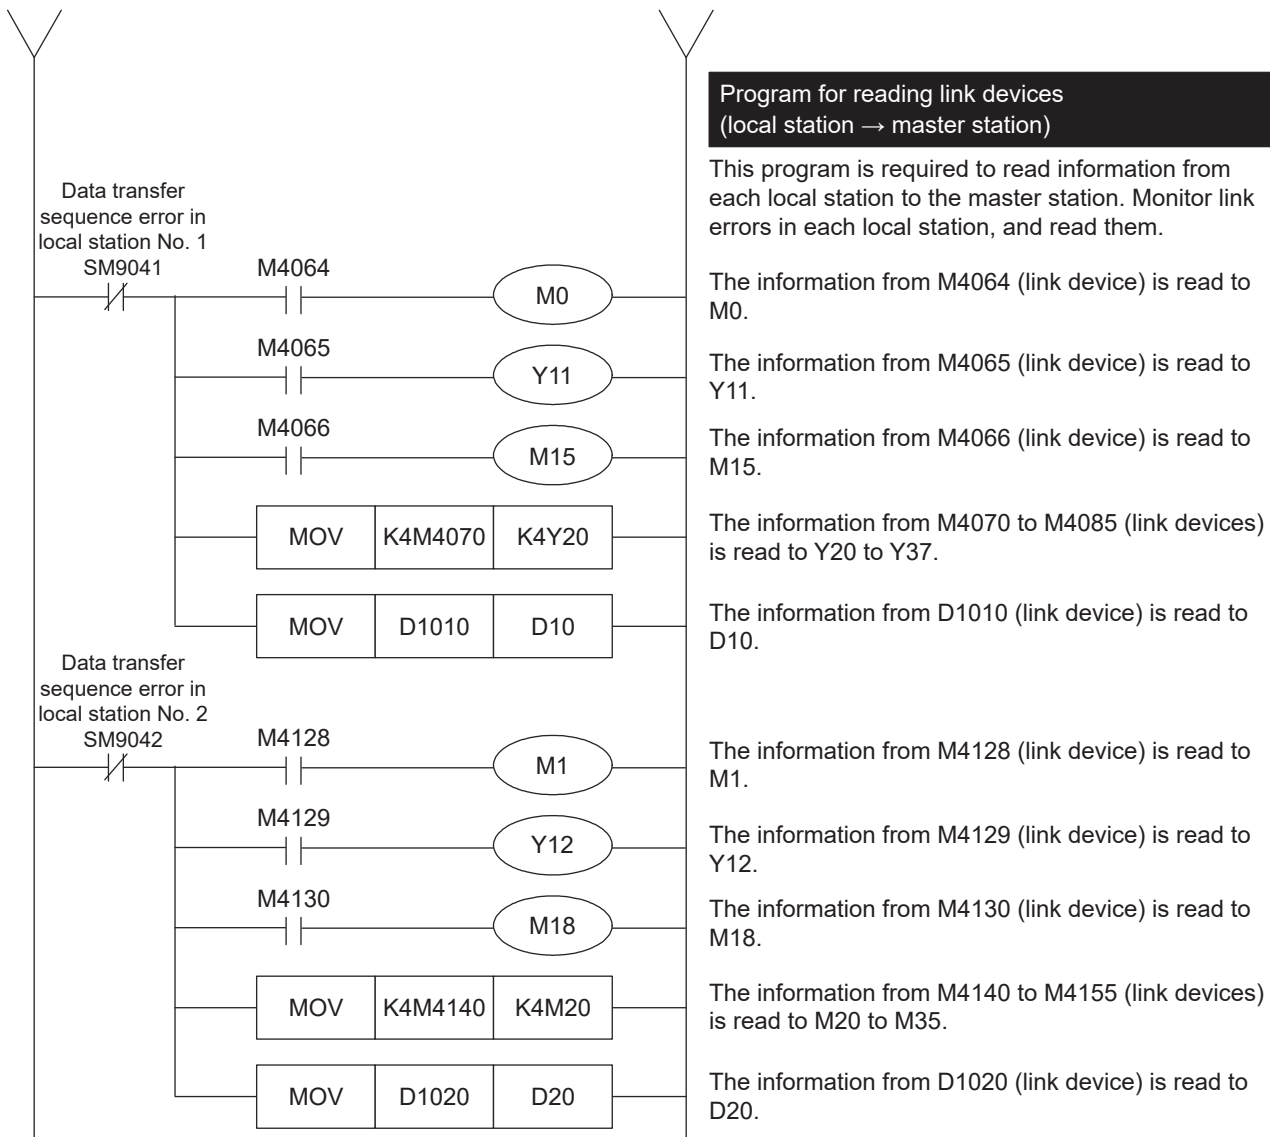 Program for reading link devices
(local station → master station)
This program is required to read information from
each local station to the master station. Monitor link
errors in each local station, and read them.
Data transfer
sequence error in
local station No. 1
SM9041
M4064
M0
The information from M4064 (link device) is read to
M0.
M4065
Y11
The information from M4065 (link device) is read to
Y11.
M4066
M15
The information from M4066 (link device) is read to
M15.
MOV K4M4070 K4Y20
The information from M4070 to M4085 (link devices)
is read to Y20 to Y37.
MOV D1010 D10
The information from D1010 (link device) is read to
D10.
Data transfer
sequence error in
local station No. 2
SM9042
M4128
M1
The information from M4128 (link device) is read to
M1.
M4129
Y12
The information from M4129 (link device) is read to
Y12.
M4130
M18
The information from M4130 (link device) is read to
M18.
MOV K4M4140 K4M20
The information from M4140 to M4155 (link devices)
is read to M20 to M35.
MOV D1020 D20
The information from D1020 (link device) is read to
D20.